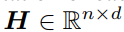 𝑯 ∈ ℝ^{n×d}